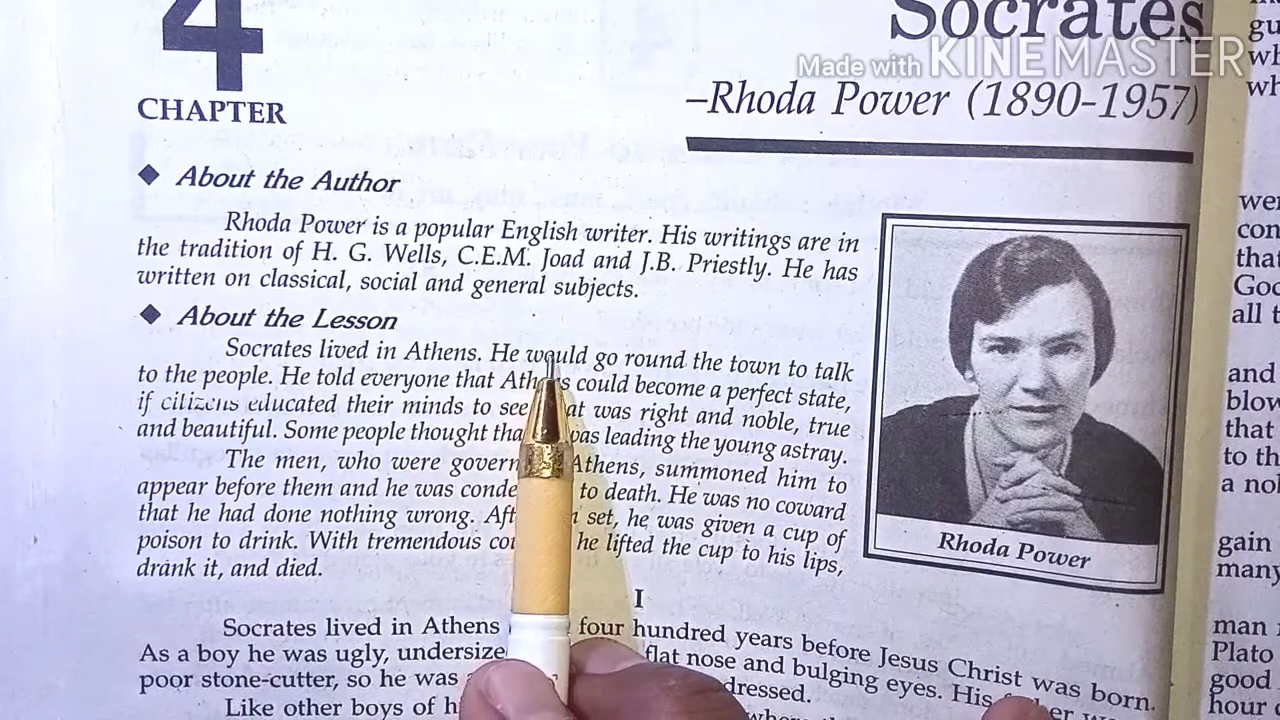 4
Socrates
Made with KINEMASTER
–Rhoda Power (1890-1957)
CHAPTER
◆ About the Author
Rhoda Power is a popular English writer. His writings are in
the tradition of H. G. Wells, C.E.M. Joad and J.B. Priestly. He has
written on classical, social and general subjects.
◆ About the Lesson
Socrates lived in Athens. He would go round the town to talk
to the people. He told everyone that Athens could become a perfect state,
if citizens educated their minds to see at was right and noble, true
and beautiful. Some people thought was leading the young astray.
The men, who were Athens, summoned him to
appear before them and he was to death. He was no coward
that he had done nothing wrong. set, he was given a cup of
poison to drink. With tremendous he lifted the cup to his lips,
drank it, and died.
Rhoda Power
I
Socrates lived in Athens four hundred years before Jesus Christ was born.
As a boy he was ugly, flat nose and bulging eyes. His
poor stone-cutter, so he was dressed.
Like other boys of
wer
con
that
God
all t
and
blow
that
to th
a nol
gain
many
man
Plato
good
hour